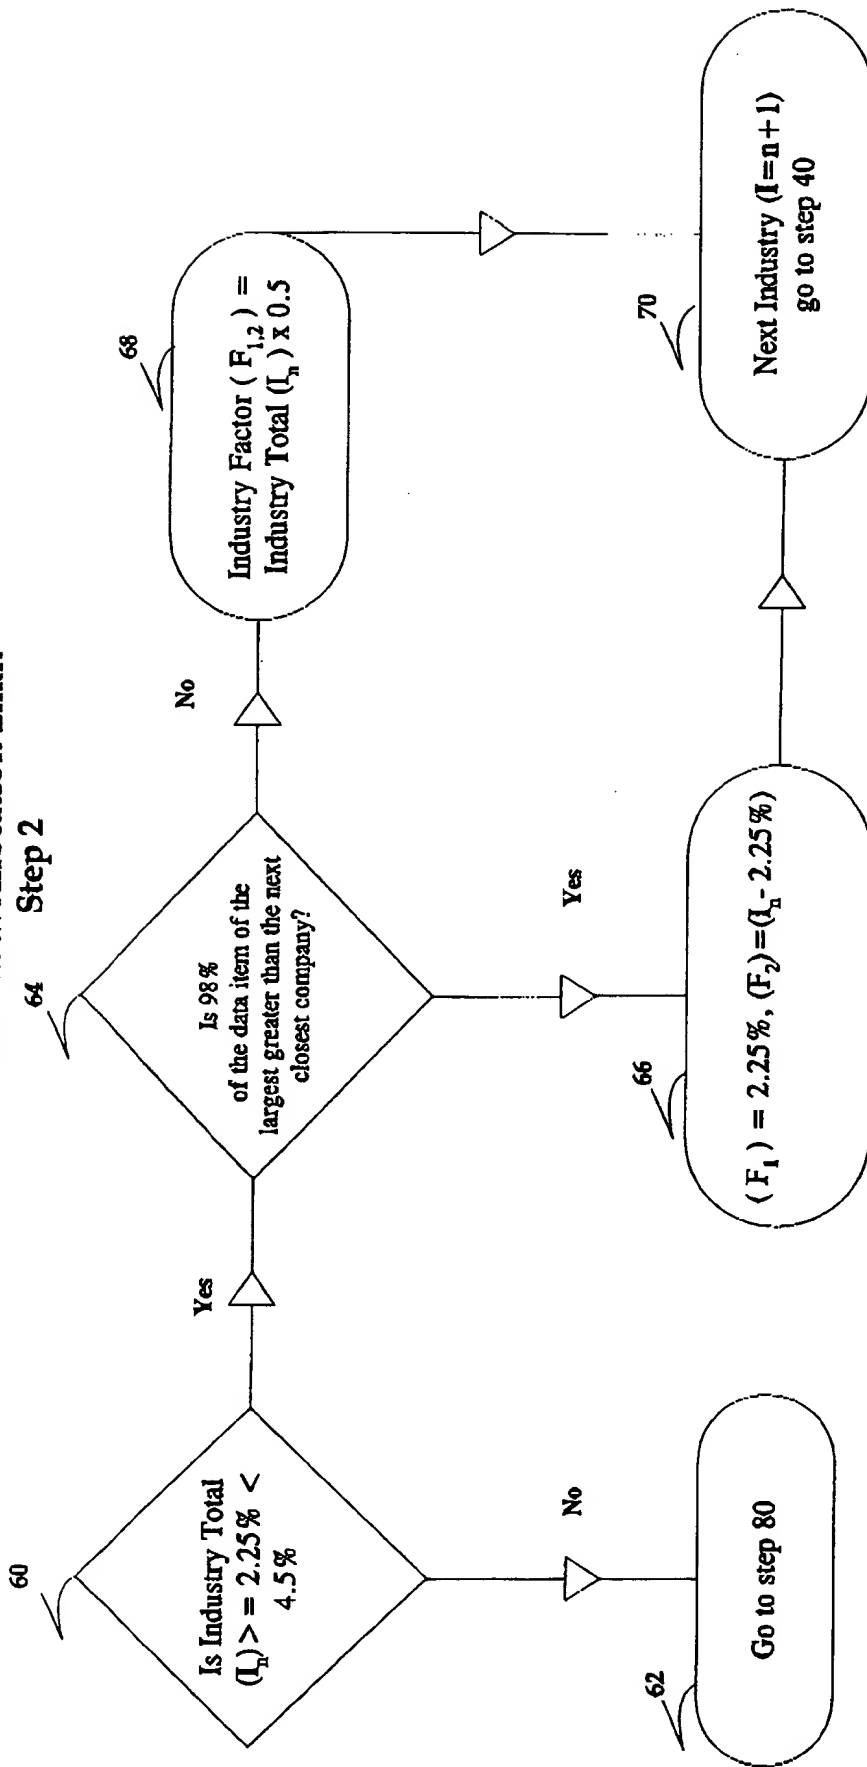 Step 2
60
Is Industry Total
(Iₙ) > = 2.25% <
4.5%
Yes
No
62
Go to step 80
64
Is 98%
of the data item of the
largest greater than the next
closest company?
No
Yes
66
( F₁ ) = 2.25%, (F₂)=(Iₙ- 2.25%)
68
Industry Factor ( F₁,₂ ) =
Industry Total (Iₙ ) x 0.5
70
Next Industry (I=n+1)
go to step 40